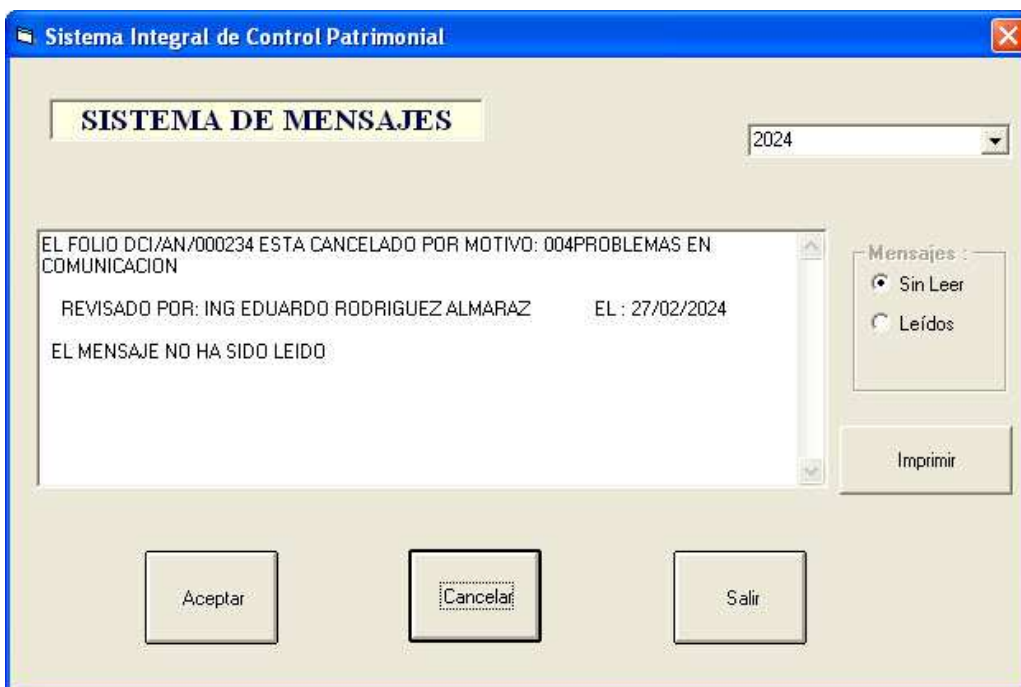 Sistema Integral de Control Patrimonial
SISTEMA DE MENSAJES
2024
EL FOLIO DCI/AN/000234 ESTA CANCELADO POR MOTIVO: 004PROBLEMAS EN
COMUNICACION
REVISADO POR: ING EDUARDO RODRIGUEZ ALMARAZ EL : 27/02/2024
EL MENSAJE NO HA SIDO LEIDO
Mensajes :
Sin Leer
Leídos
Imprimir
Aceptar
Cancelar
Salir